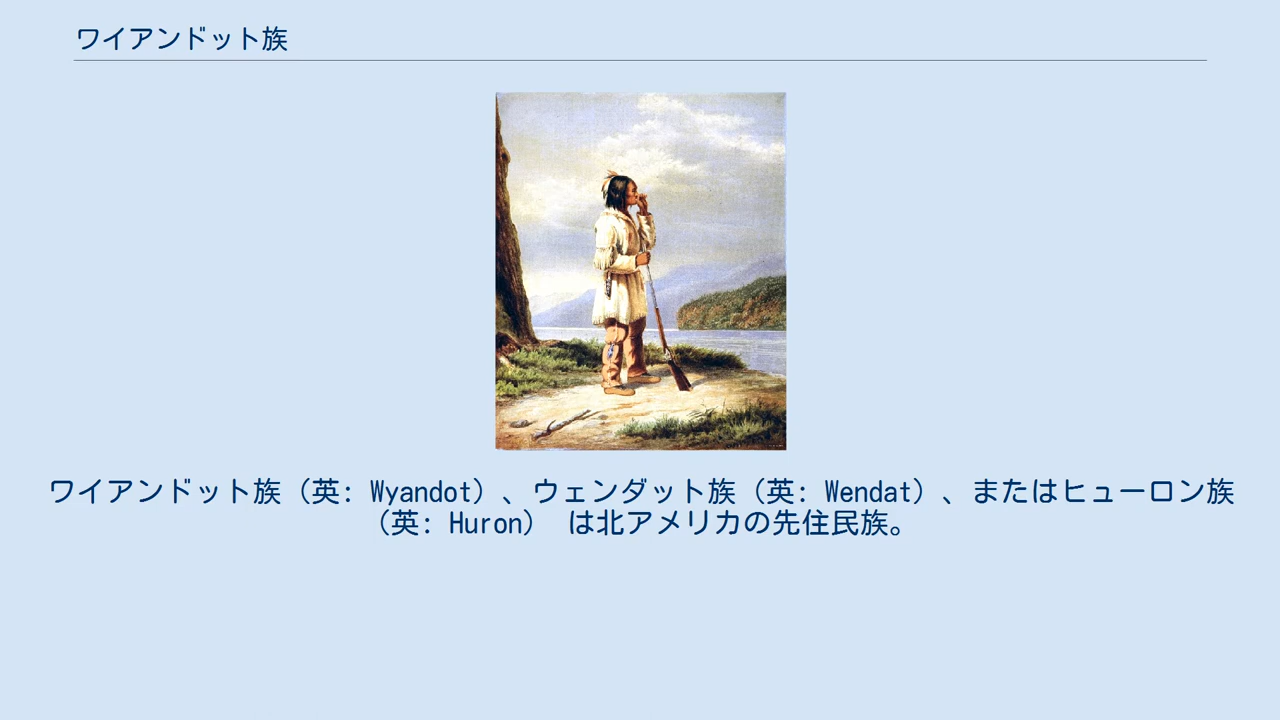 ワイアンドット族
ワイアンドット族（英: Wyandot）、ウェンダット族（英: Wendat）、またはヒューロン族
（英: Huron） は北アメリカの先住民族。